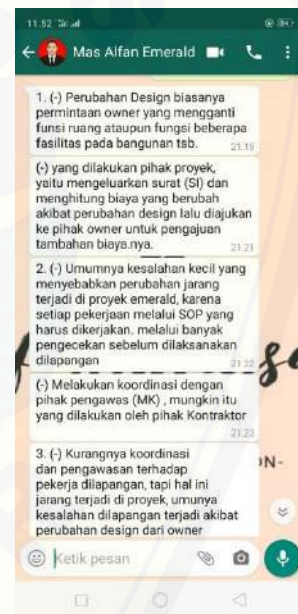 11.52
Mas Alfan Emerald
1. (-) Perubahan Design biasanya
permintaan owner yang mengganti
funsi ruang ataupun fungsi beberapa
fasilitas pada bangunan tsb.
21.19
(-) yang dilakukan pihak proyek,
yaitu mengeluarkan surat (SI) dan
menghitung biaya yang berubah
akibat perubahan design lalu diajukan
ke pihak owner untuk pengajuan
tambahan biaya.nya.
21.21
2. (-) Umumnya kesalahan kecil yang
menyebabkan perubahan jarang
terjadi di proyek emerald, karena
setiap pekerjaan melalui SOP yang
harus dikerjakan. melalui banyak
pengecekan sebelum dilaksanakan
dilapangan
21.22
(-) Melakukan koordinasi dengan
pihak pengawas (MK) , mungkin itu
yang dilakukan oleh pihak Kontraktor
21.23
3. (-) Kurangnya koordinasi
dan pengawasan terhadap
pekerja dilapangan, tapi hal ini
jarang terjadi di proyek, umunya
kesalahan dilapangan terjadi akibat
perubahan design dari owner
Ketik pesan